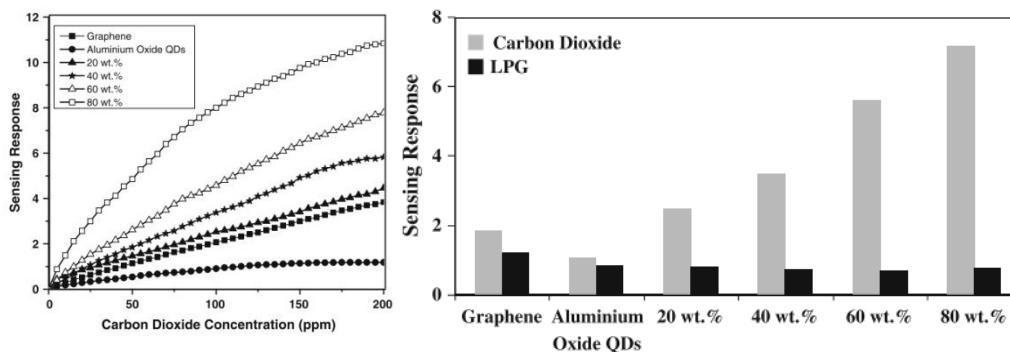 12
10
8
6
4
2
0
Sensing Response
Graphene
Aluminium Oxide QDs
20 wt.%
40 wt.%
60 wt.%
80 wt.%
0 50 100 150 200
Carbon Dioxide Concentration (ppm)
8
6
4
2
0
Sensing Response
Carbon Dioxide
LPG
Graphene Aluminium 20 wt.% 40 wt.% 60 wt.% 80 wt.%
Oxide QDs